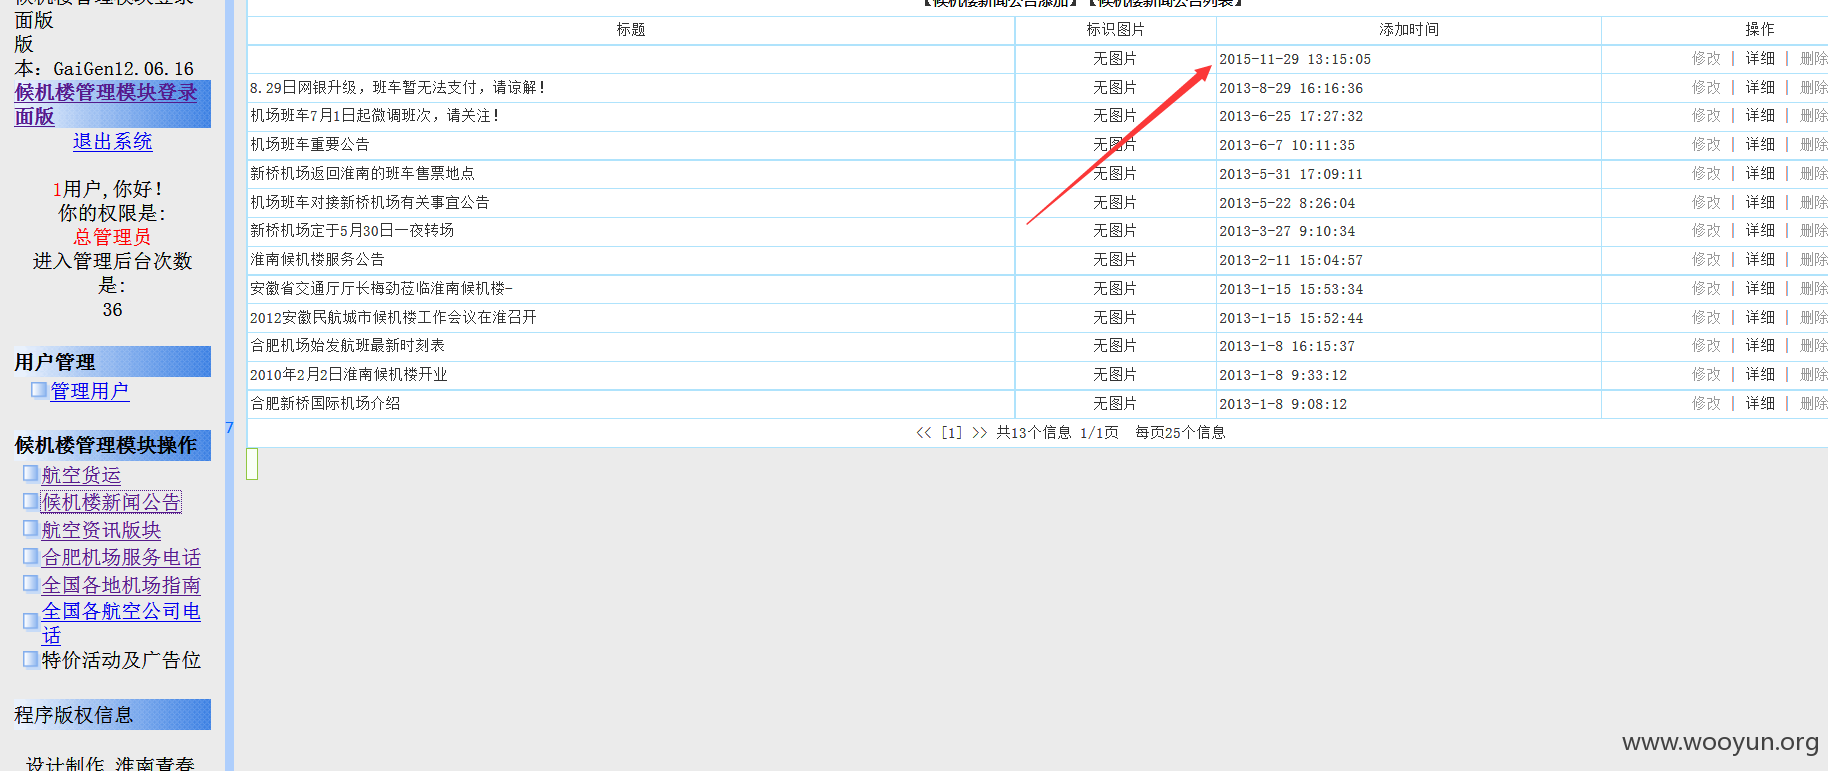 候机楼管理模块登录
面版
版
本: GaiGen12.06.16
候机楼管理模块登录
面版
退出系统
1用户,你好!
你的权限是:
总管理员
进入管理后台次数
是:
36
用户管理
管理用户
候机楼管理模块操作
航空货运
候机楼新闻公告
航空资讯版块
合肥机场服务电话
全国各地机场指南
全国各航空公司电
话
特价活动及广告位
程序版权信息
设计制作 淮南青春
7
【候机楼新闻公告添加】【候机楼新闻公告列表】
标题 标识图片 添加时间 操作
无图片 2015-11-29 13:15:05 修改 | 详细 | 删除
8.29日网银升级，班车暂无法支付，请谅解! 无图片 2013-8-29 16:16:36 修改 | 详细 | 删除
机场班车7月1日起微调班次，请关注! 无图片 2013-6-25 17:27:32 修改 | 详细 | 删除
机场班车重要公告 无图片 2013-6-7 10:11:35 修改 | 详细 | 删除
新桥机场返回淮南的班车售票地点 无图片 2013-5-31 17:09:11 修改 | 详细 | 删除
机场班车对接新桥机场有关事宜公告 无图片 2013-5-22 8:26:04 修改 | 详细 | 删除
新桥机场定于5月30日一夜转场 无图片 2013-3-27 9:10:34 修改 | 详细 | 删除
淮南候机楼服务公告 无图片 2013-2-11 15:04:57 修改 | 详细 | 删除
安徽省交通厅厅长梅劲莅临淮南候机楼- 无图片 2013-1-15 15:53:34 修改 | 详细 | 删除
2012安徽民航城市候机楼工作会议在淮召开 无图片 2013-1-15 15:52:44 修改 | 详细 | 删除
合肥机场始发航班最新时刻表 无图片 2013-1-8 16:15:37 修改 | 详细 | 删除
2010年2月2日淮南候机楼开业 无图片 2013-1-8 9:33:12 修改 | 详细 | 删除
合肥新桥国际机场介绍 无图片 2013-1-8 9:08:12 修改 | 详细 | 删除
<< [1] >> 共13个信息 1/1页 每页25个信息
www.wooyun.org